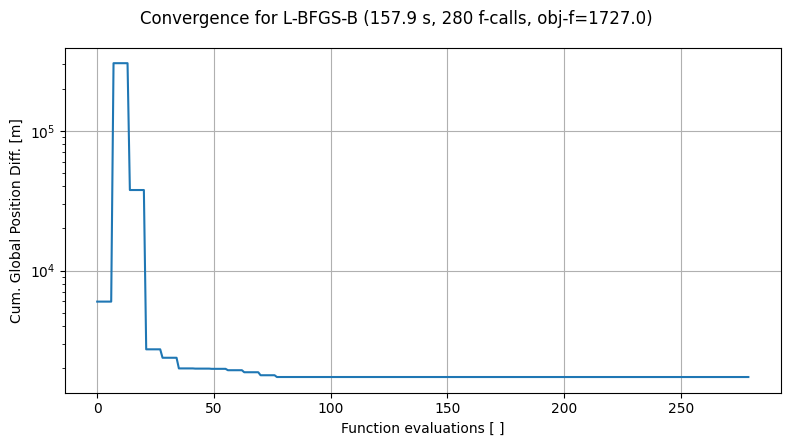 Convergence for L-BFGS-B (157.9 s, 280 f-calls, obj-f=1727.0)
Cum. Global Position Diff. [m]
10^5
10^4
0 50 100 150 200 250
Function evaluations [ ]